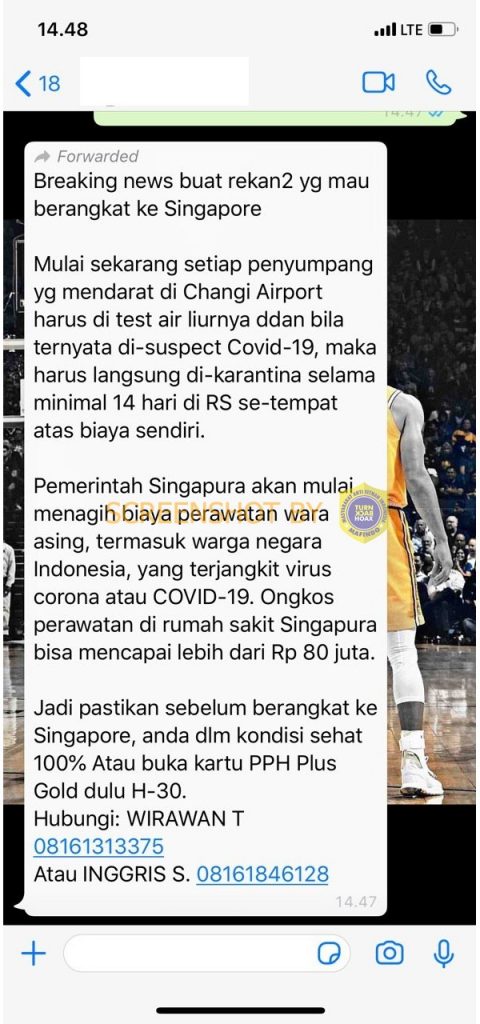 14.48
LTE
18
14.47
Forwarded
Breaking news buat rekan2 yg mau
berangkat ke Singapore
Mulai sekarang setiap penyumpang
yg mendarat di Changi Airport
harus di test air liurnya ddan bila
ternyata di-suspect Covid-19, maka
harus langsung di-karantina selama
minimal 14 hari di RS se-tempat
atas biaya sendiri.
Pemerintah Singapura akan mulai
menagih biaya perawatan wara
SCREENSHOT BY
TURN
BACK
HOAX
MAFINDO
asing, termasuk warga negara
Indonesia, yang terjangkit virus
corona atau COVID-19. Ongkos
perawatan di rumah sakit Singapura
bisa mencapai lebih dari Rp 80 juta.
Jadi pastikan sebelum berangkat ke
Singapore, anda dlm kondisi sehat
100% Atau buka kartu PPH Plus
Gold dulu H-30.
Hubungi: WIRAWAN T
08161313375
Atau INGGRIS S. 08161846128
14.47